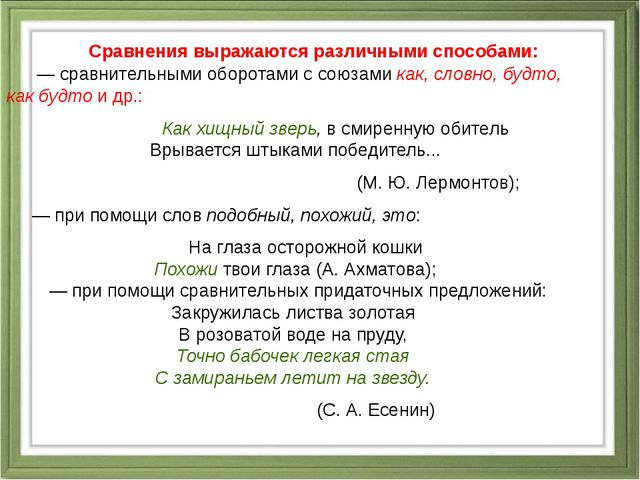 Сравнения выражаются различными способами:
— сравнительными оборотами с союзами как, словно, будто,
как будто и др.:
Как хищный зверь, в смиренную обитель
Врывается штыками победитель...
(М. Ю. Лермонтов);
— при помощи слов подобный, похожий, это:
На глаза осторожной кошки
Похожи твои глаза (А. Ахматова);
— при помощи сравнительных придаточных предложений:
Закружилась листва золотая
В розоватой воде на пруду,
Точно бабочек легкая стая
С замираньем летит на звезду.
(С. А. Есенин)